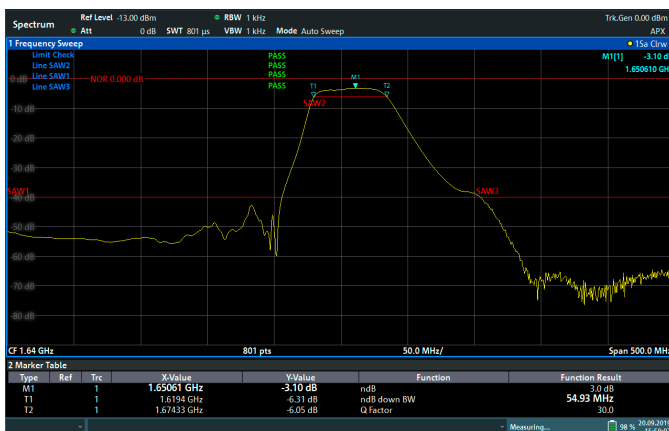 Spectrum
Ref Level -13.00 dBm RBW 1 kHz Trk.Gen 0.00 dBm
Att 0 dB SWT 801 µs VBW 1 kHz Mode Auto Sweep APX
1 Frequency Sweep 1Sa Clrw
Limit Check PASS M1[1] -3.10 d
Line SAW2 PASS 1.650610 GH
Line SAW1 PASS
Line SAW3 PASS
0 dB NOR 0.000 dB
T1 M1 T2
SAW2
-10 dB
-20 dB
-30 dB
SAW1 SAW3
-40 dB
-50 dB
-60 dB
-70 dB
-80 dB
CF 1.64 GHz 801 pts 50.0 MHz/ Span 500.0 MH
2 Marker Table
Type Ref Trc X-Value Y-Value Function Function Result
M1 1 1.65061 GHz -3.10 dB ndB 3.0 dB
T1 1 1.6194 GHz -6.31 dB ndB down BW 54.93 MHz
T2 1 1.67433 GHz -6.05 dB Q Factor 30.0
Measuring... 98 % 20.09.201